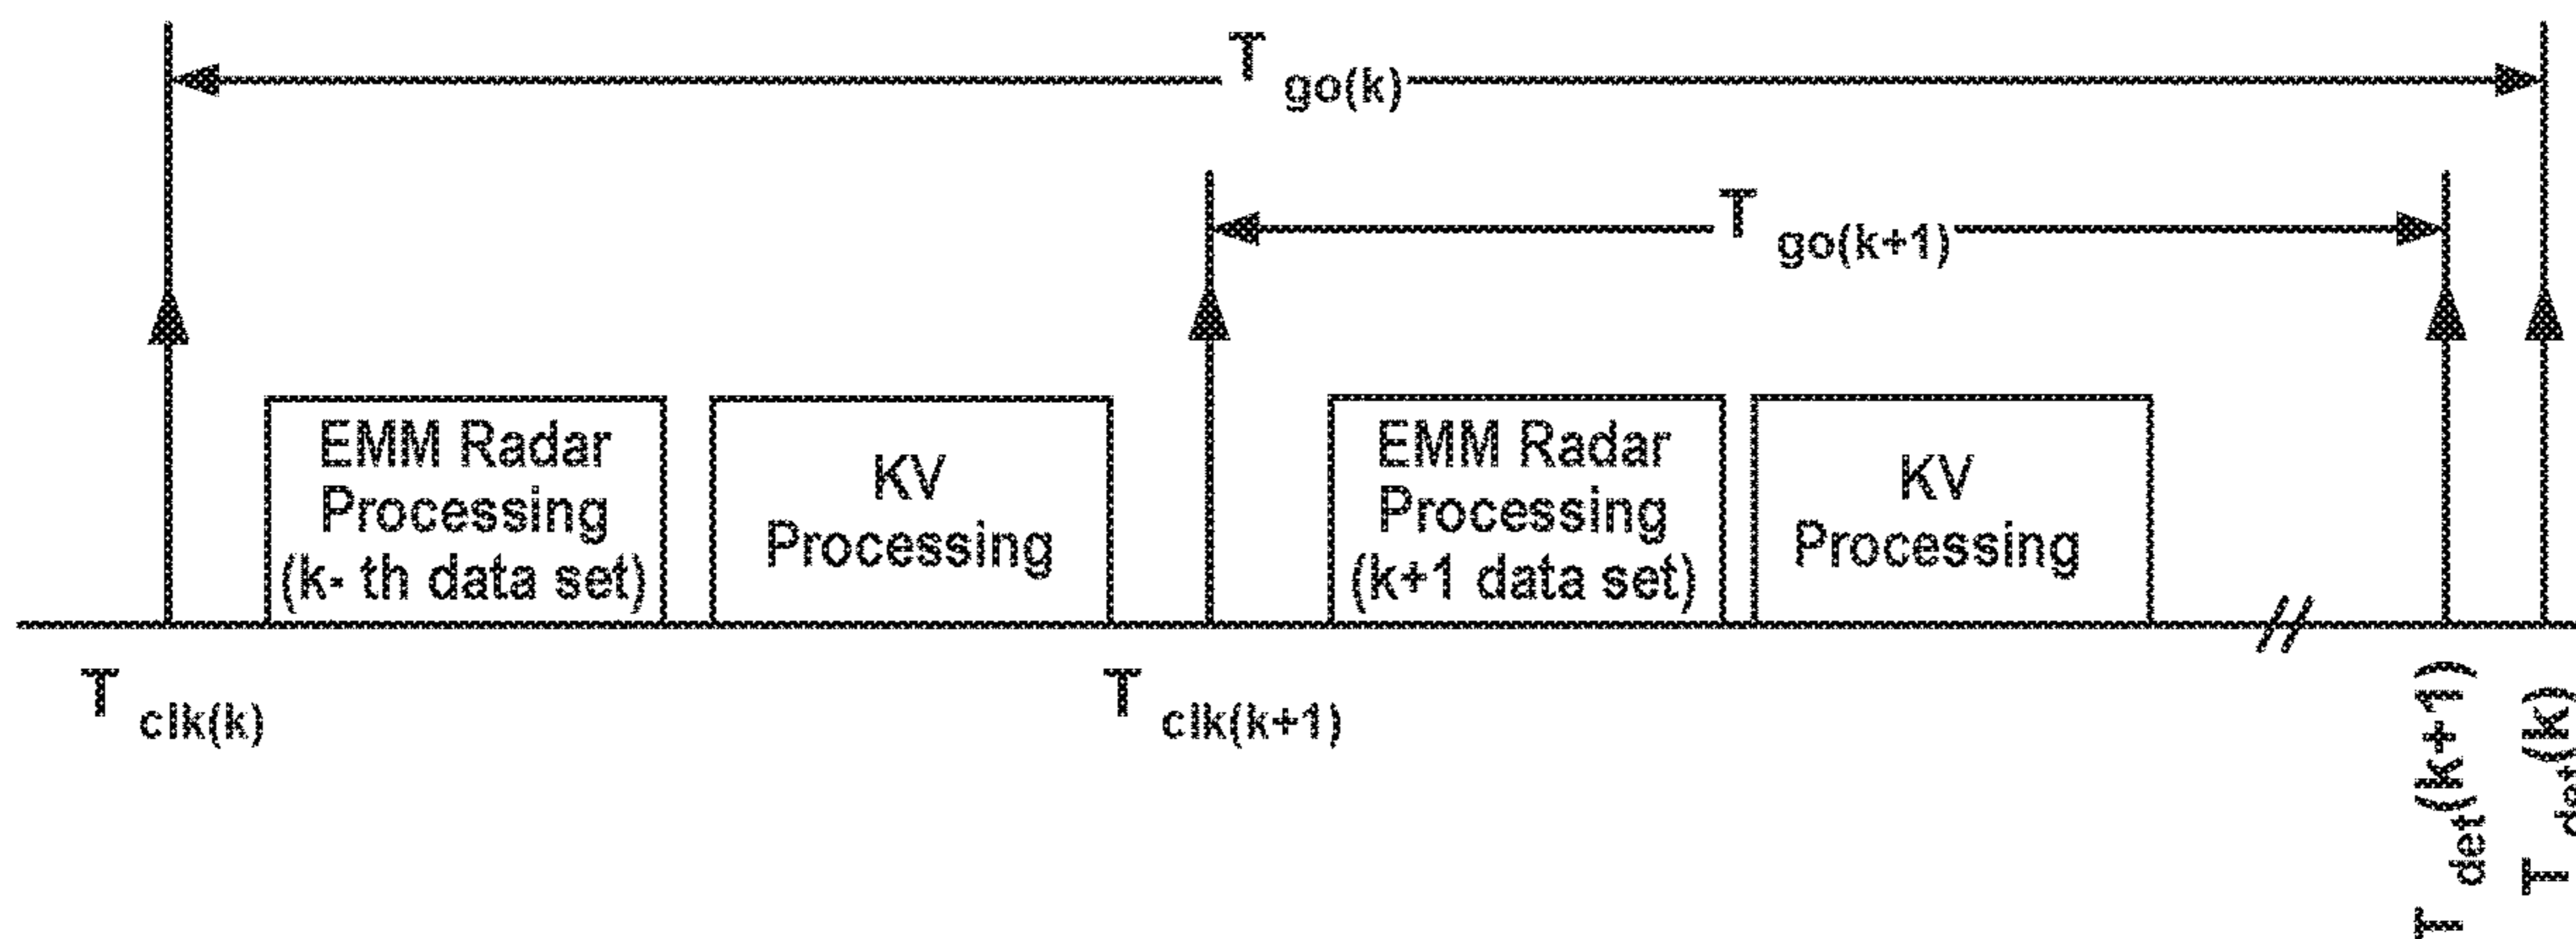 T go(k)
T go(k+1)
EMM Radar
Processing
(k- th data set)
KV
Processing
EMM Radar
Processing
(k+1 data set)
KV
Processing
T clk(k)
T clk(k+1)
T det(k+1)
T det(k)